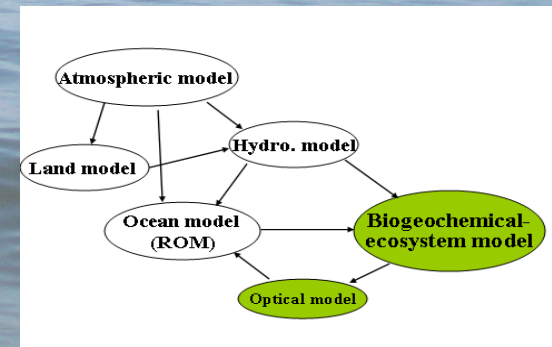 Atmospheric model
Hydro. model
Land model
Ocean model
(ROM)
Biogeochemical-
ecosystem model
Optical model